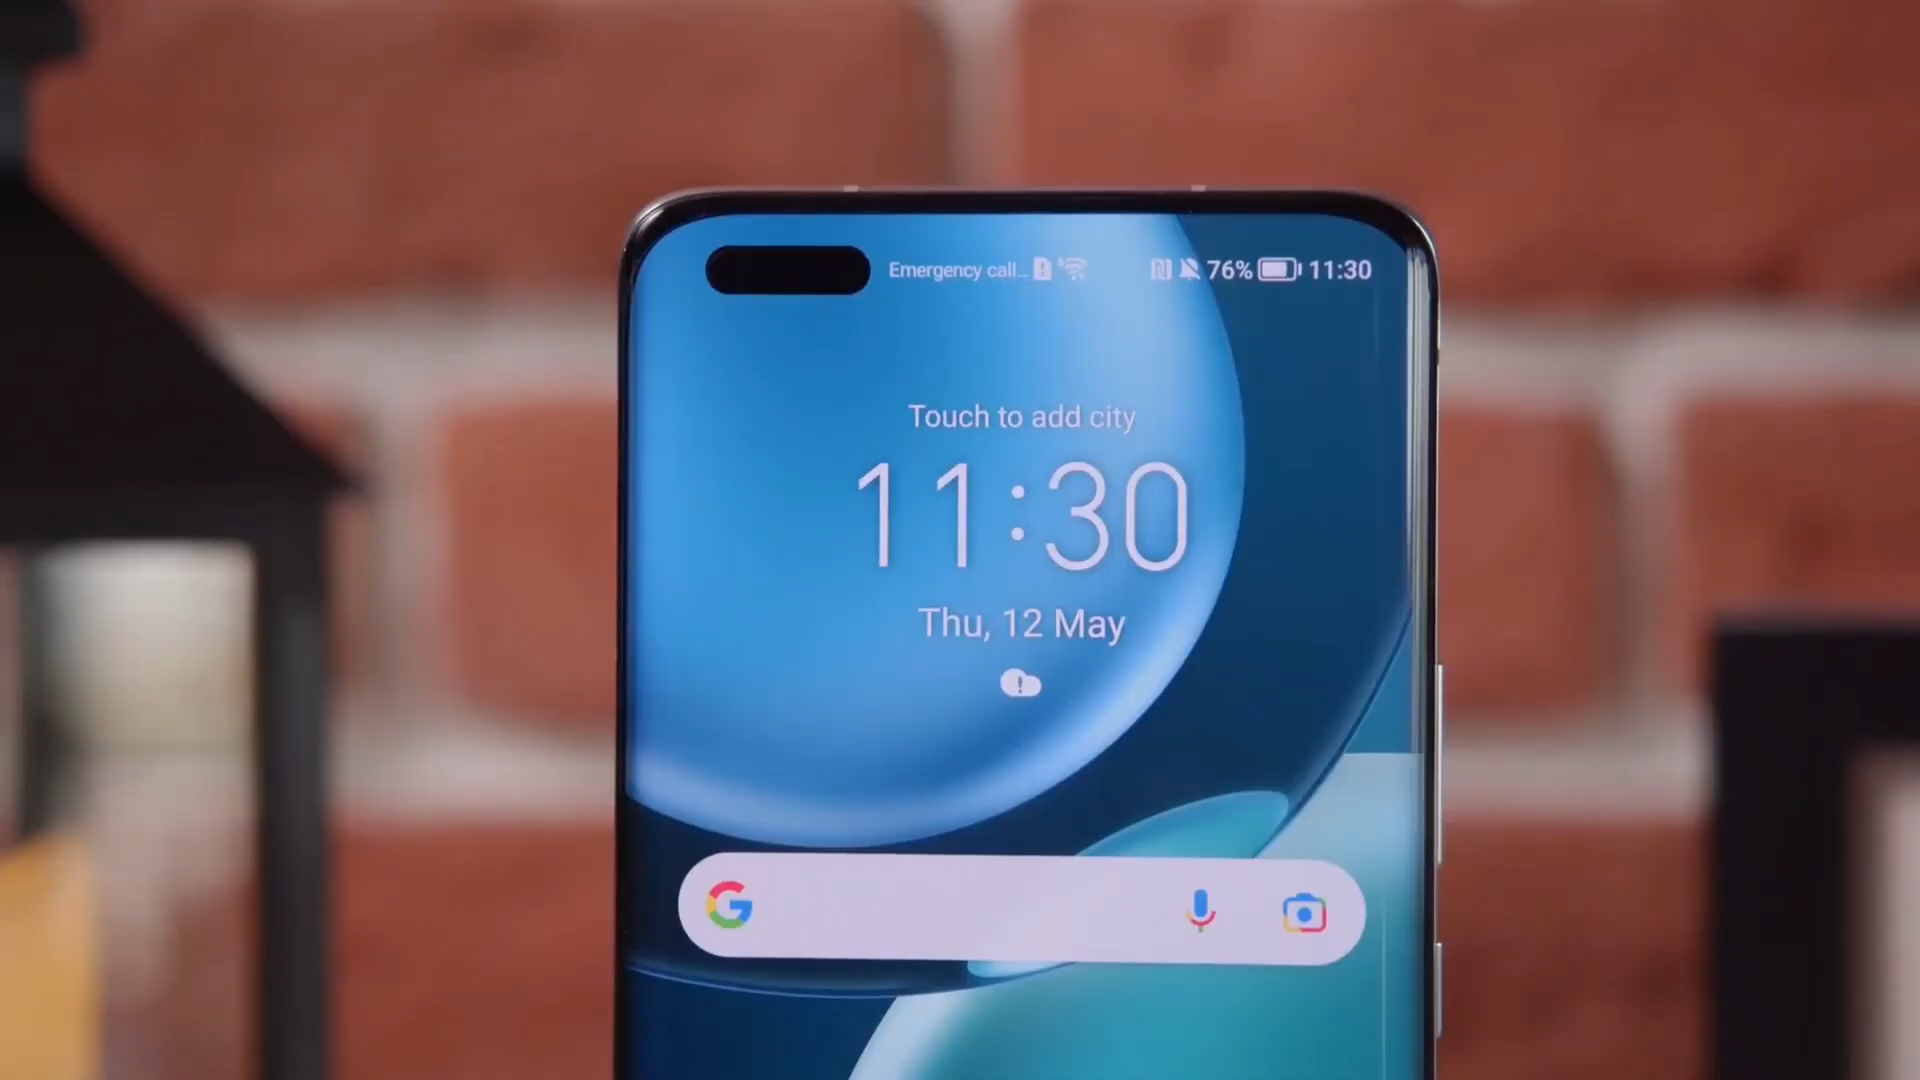 Emergency call... 76% 11:30
Touch to add city
11:30
Thu, 12 May
G